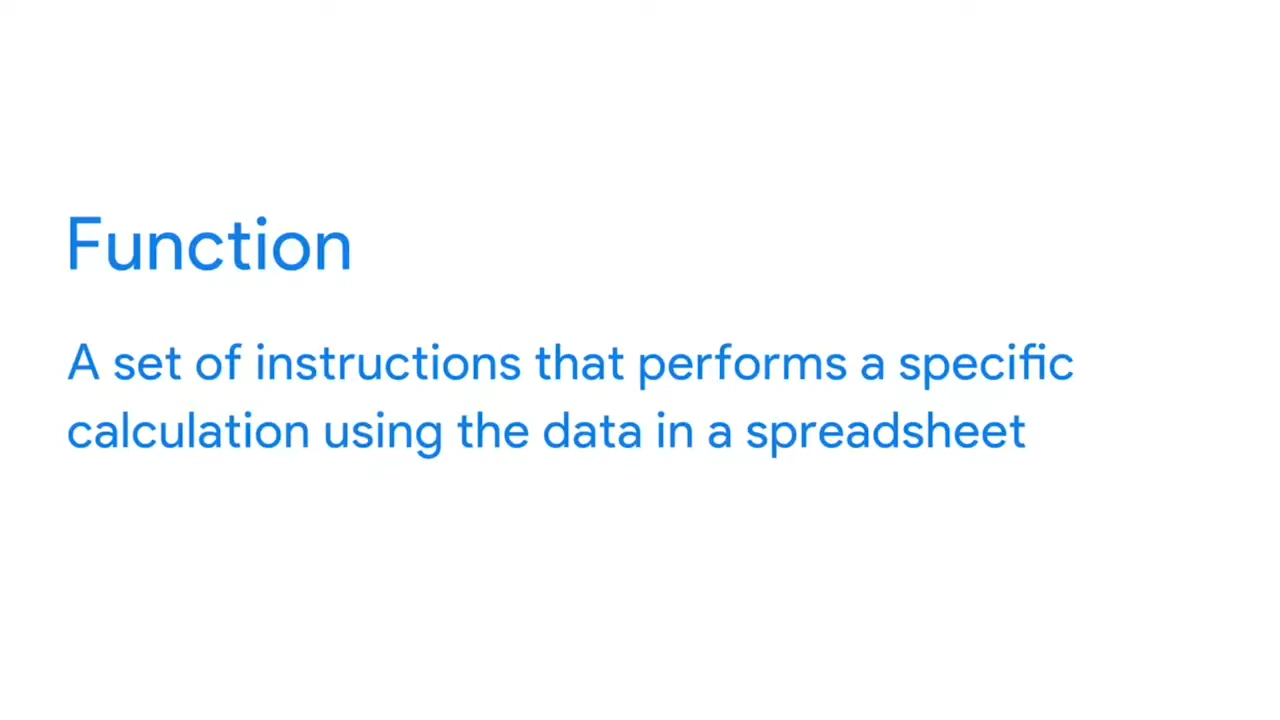 Function
A set of instructions that performs a specific
calculation using the data in a spreadsheet